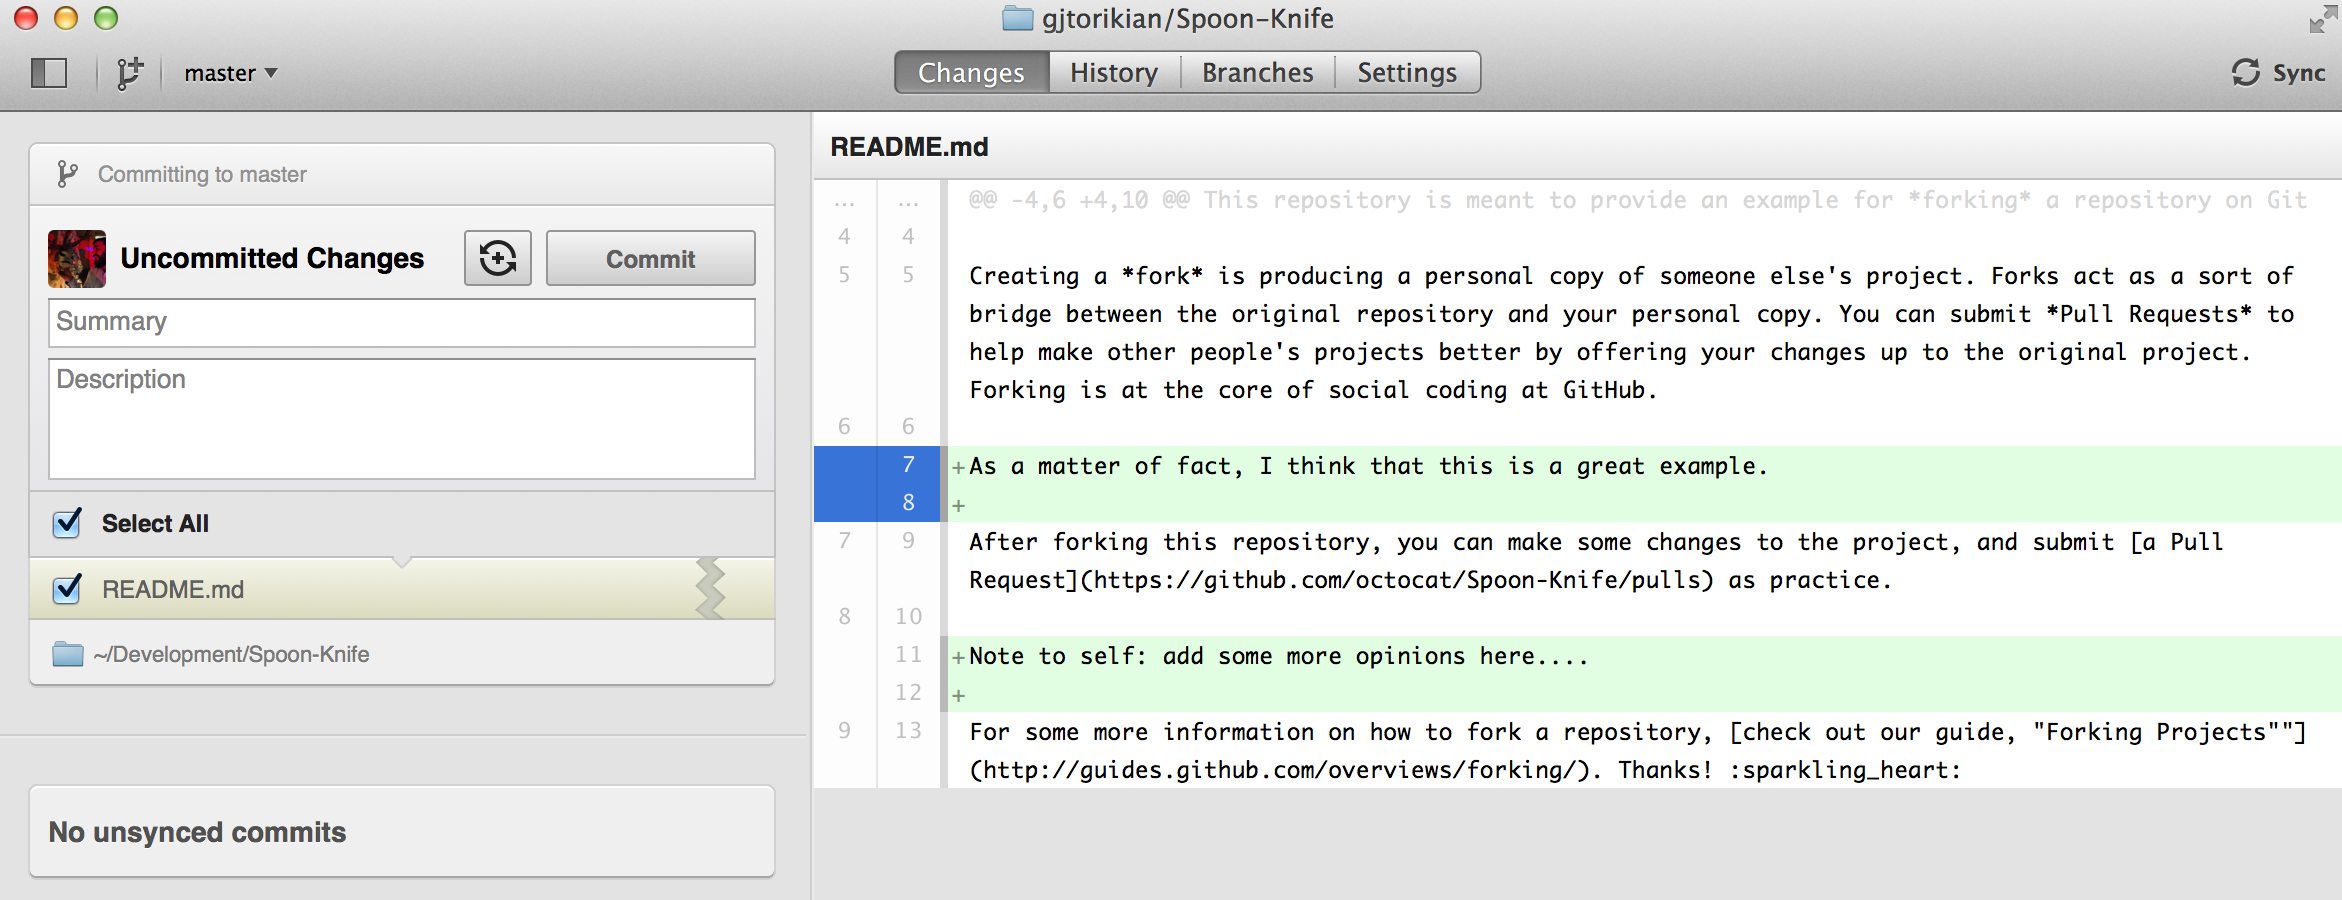 gjtorikian/Spoon-Knife
master
Changes History Branches Settings
Sync
Committing to master
Uncommitted Changes
Commit
Summary
Description
Select All
README.md
~/Development/Spoon-Knife
No unsynced commits
README.md
... ... @@ -4,6 +4,10 @@ This repository is meant to provide an example for *forking* a repository on Git
4 4
5 5 Creating a *fork* is producing a personal copy of someone else's project. Forks act as a sort of
bridge between the original repository and your personal copy. You can submit *Pull Requests* to
help make other people's projects better by offering your changes up to the original project.
Forking is at the core of social coding at GitHub.
6 6
7 +As a matter of fact, I think that this is a great example.
8 +
7 9 After forking this repository, you can make some changes to the project, and submit [a Pull
Request](https://github.com/octocat/Spoon-Knife/pulls) as practice.
8 10
11 +Note to self: add some more opinions here....
12 +
9 13 For some more information on how to fork a repository, [check out our guide, "Forking Projects""]
(http://guides.github.com/overviews/forking/). Thanks! :sparkling_heart: